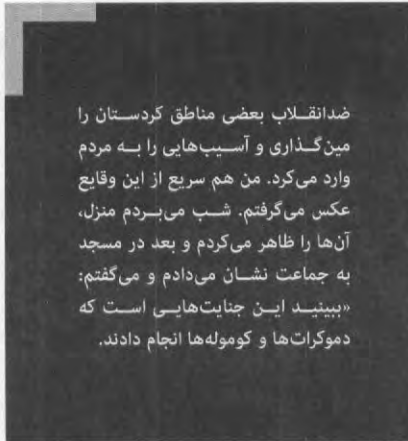 ضدانقلاب بعضی مناطق کردستان را
مین‌گذاری و آسیب‌هایی را به مردم
وارد می‌کرد. من هم سریع از این وقایع
عکس می‌گرفتم. شب می‌بردم منزل،
آن‌ها را ظاهر می‌کردم و بعد در مسجد
به جماعت نشان می‌دادم و می‌گفتم:
«ببینید این جنایت‌هایی است که
دموکرات‌ها و کوموله‌ها انجام دادند.